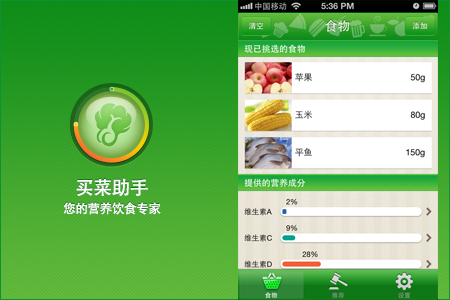 买菜助手
您的营养饮食专家
中国移动 5:36 PM
清空 食物 添加
现已挑选的食物
苹果 50g
玉米 80g
平鱼 150g
提供的营养成分
2%
维生素A
9%
维生素C
28%
维生素D
食物 推荐 设置